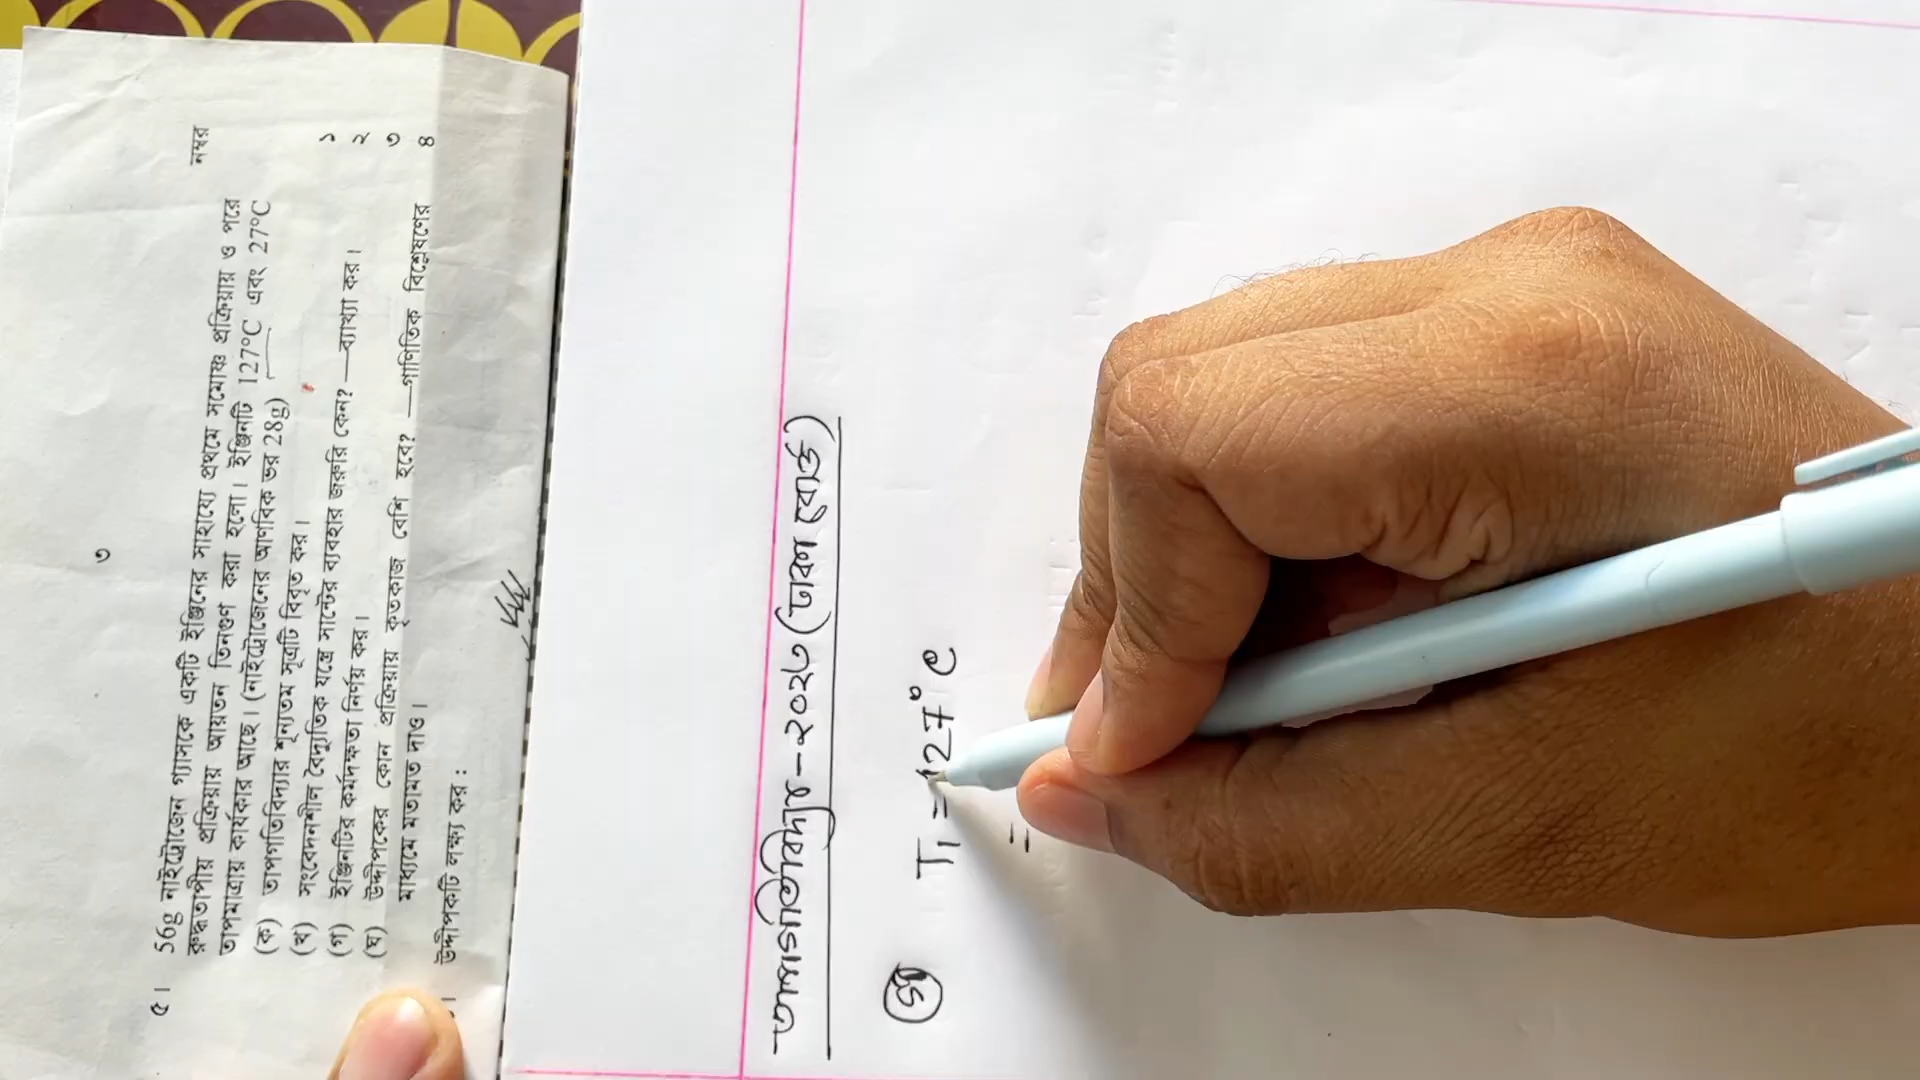 ৩
নম্বর
৫। 56g নাইট্রোজেন গ্যাসকে একটি ইঞ্জিনের সাহায্যে প্রথমে সমোষ্ণ প্রক্রিয়ায় ও পরে
রুদ্ধতাপীয় প্রক্রিয়ায় আয়তন তিনগুণ করা হলো। ইঞ্জিনটি 127°C এবং 27°C
তাপমাত্রায় কার্যকার আছে। (নাইট্রোজেনের আণবিক ভর 28g)
(ক) তাপগতিবিদ্যার শূন্যতম সূত্রটি বিবৃত কর। ১
(খ) সংবেদনশীল বৈদ্যুতিক যন্ত্রে সান্টের ব্যবহার জরুরি কেন? —ব্যাখ্যা কর। ২
(গ) ইঞ্জিনটির কর্মদক্ষতা নির্ণয় কর। ৩
(ঘ) উদ্দীপকের কোন প্রক্রিয়ায় কৃতকাজ বেশি হবে? —গাণিতিক বিশ্লেষণের ৪
মাধ্যমে মতামত দাও।
। উদ্দীপকটি লক্ষ্য কর :
তাপগতিবিদ্যা-২০২৩ (ঢাকা বোর্ড)
T₁ = 127°C
=